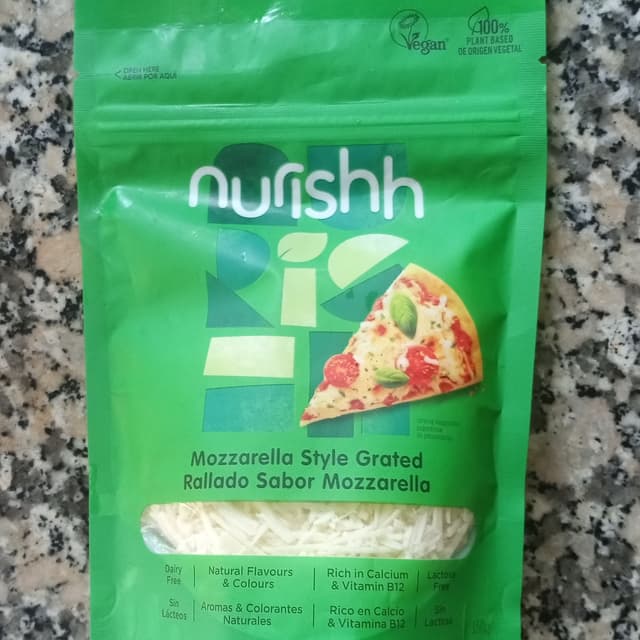 Vegan
100%
PLANT BASED
DE ORIGEN VEGETAL
OPEN HERE
ABRIR POR AQUÍ
nurishh
Mozzarella Style Grated
Rallado Sabor Mozzarella
Dairy Free
Natural Flavours & Colours
Rich in Calcium & Vitamin B12
Lactose Free
Sin Lácteos
Aromas & Colorantes Naturales
Rico en Calcio & Vitamina B12
Sin Lactosa